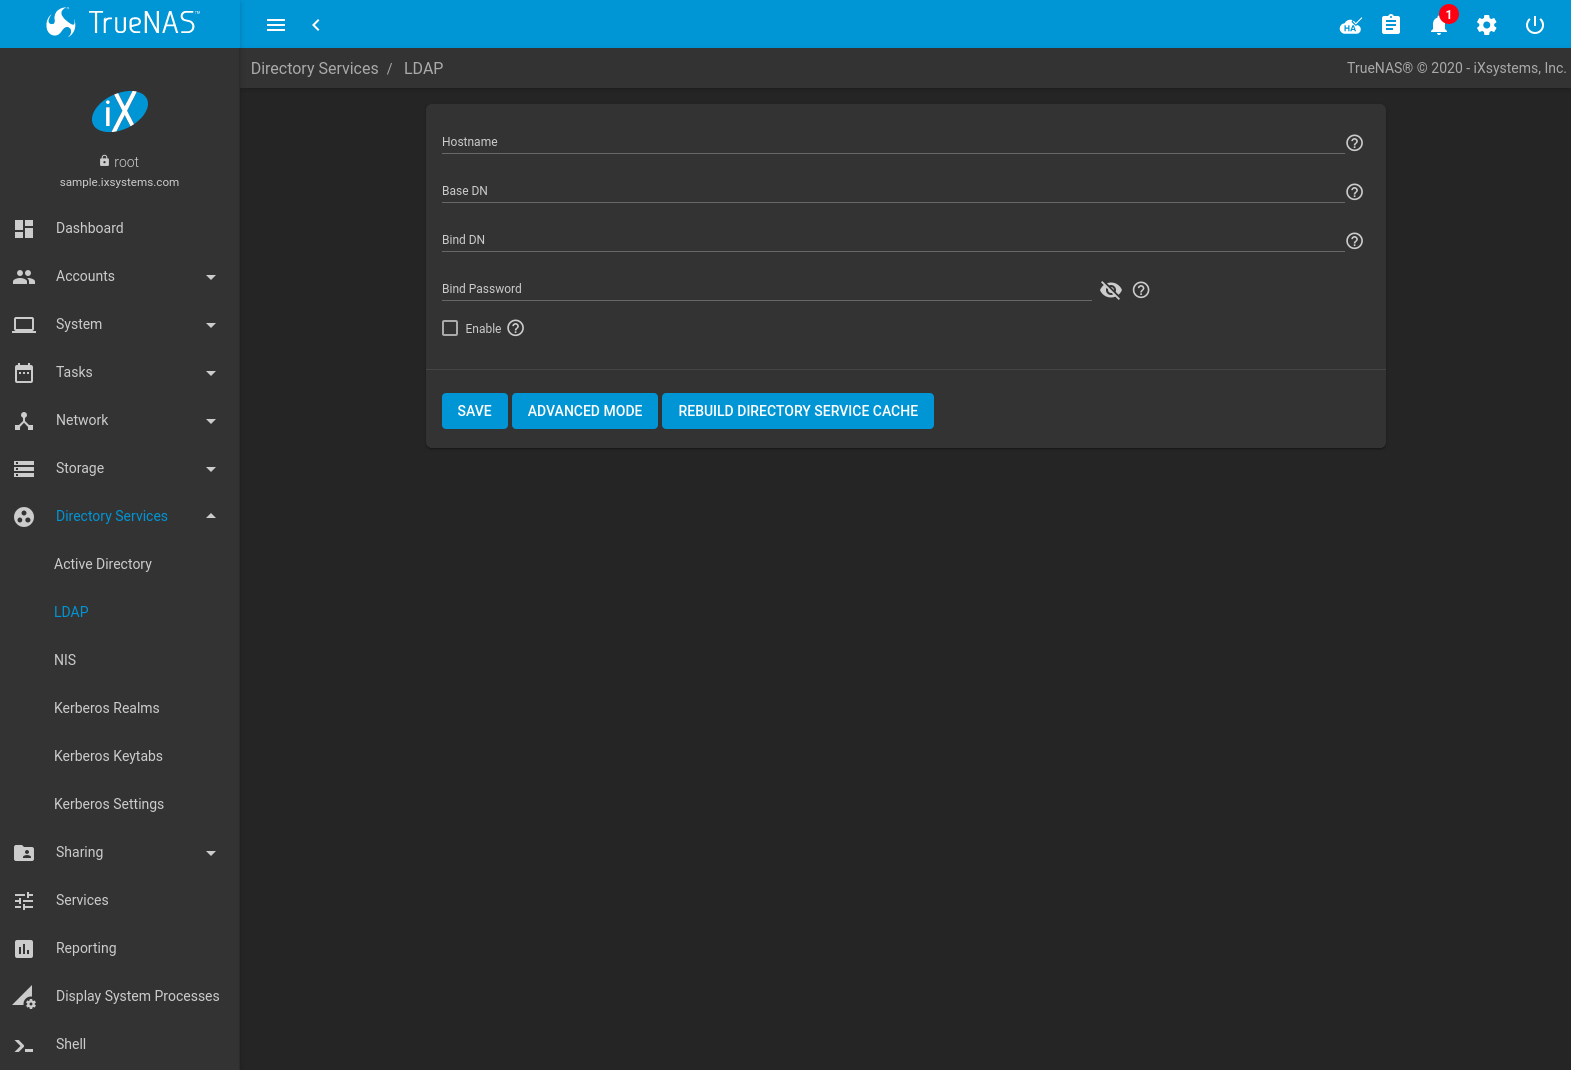 TrueNAS™
HA
1
Directory Services / LDAP
TrueNAS® © 2020 - iXsystems, Inc.
iX
root
sample.ixsystems.com
Dashboard
Accounts
System
Tasks
Network
Storage
Directory Services
Active Directory
LDAP
NIS
Kerberos Realms
Kerberos Keytabs
Kerberos Settings
Sharing
Services
Reporting
Display System Processes
Shell
Hostname
Base DN
Bind DN
Bind Password
Enable
SAVE ADVANCED MODE REBUILD DIRECTORY SERVICE CACHE